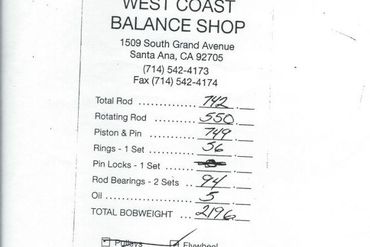 WEST COAST
BALANCE SHOP
1509 South Grand Avenue
Santa Ana, CA 92705
(714) 542-4173
Fax (714) 542-4174
Total Rod 742
Rotating Rod 550
Piston & Pin 749
Rings - 1 Set 56
Pin Locks - 1 Set
Rod Bearings - 2 Sets 94
Oil 5
TOTAL BOBWEIGHT 2196
Pulleys Flywheel